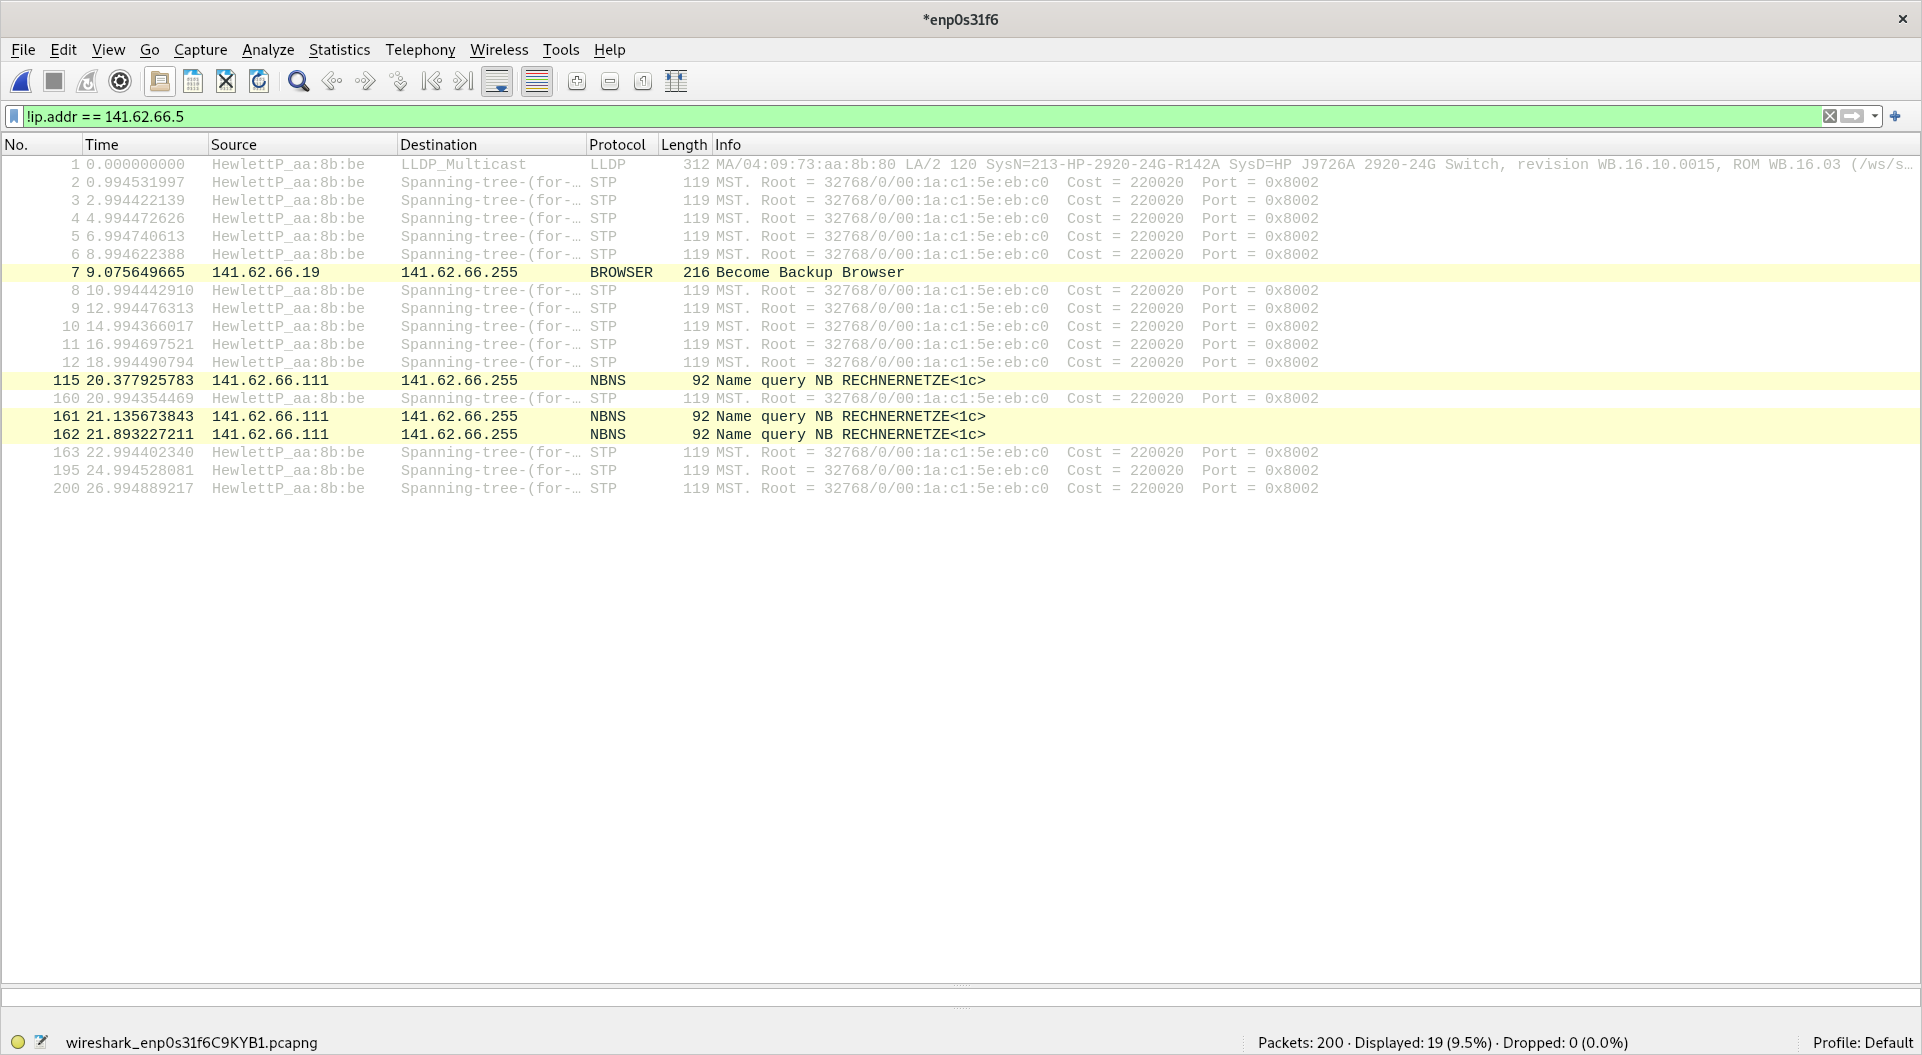 *enp0s31f6
File Edit View Go Capture Analyze Statistics Telephony Wireless Tools Help
!ip.addr == 141.62.66.5
No. Time Source Destination Protocol Length Info
1 0.000000000 HewlettP_aa:8b:be LLDP_Multicast LLDP 312 MA/04:09:73:aa:8b:80 LA/2 120 SysN=213-HP-2920-24G-R142A SysD=HP J9726A 2920-24G Switch, revision WB.16.10.0015, ROM WB.16.03 (/ws/s…
2 0.994531997 HewlettP_aa:8b:be Spanning-tree-(for-… STP 119 MST. Root = 32768/0/00:1a:c1:5e:eb:c0 Cost = 220020 Port = 0x8002
3 2.994422139 HewlettP_aa:8b:be Spanning-tree-(for-… STP 119 MST. Root = 32768/0/00:1a:c1:5e:eb:c0 Cost = 220020 Port = 0x8002
4 4.994472626 HewlettP_aa:8b:be Spanning-tree-(for-… STP 119 MST. Root = 32768/0/00:1a:c1:5e:eb:c0 Cost = 220020 Port = 0x8002
5 6.994740613 HewlettP_aa:8b:be Spanning-tree-(for-… STP 119 MST. Root = 32768/0/00:1a:c1:5e:eb:c0 Cost = 220020 Port = 0x8002
6 8.994622388 HewlettP_aa:8b:be Spanning-tree-(for-… STP 119 MST. Root = 32768/0/00:1a:c1:5e:eb:c0 Cost = 220020 Port = 0x8002
7 9.075649665 141.62.66.19 141.62.66.255 BROWSER 216 Become Backup Browser
8 10.994442910 HewlettP_aa:8b:be Spanning-tree-(for-… STP 119 MST. Root = 32768/0/00:1a:c1:5e:eb:c0 Cost = 220020 Port = 0x8002
9 12.994476313 HewlettP_aa:8b:be Spanning-tree-(for-… STP 119 MST. Root = 32768/0/00:1a:c1:5e:eb:c0 Cost = 220020 Port = 0x8002
10 14.994366017 HewlettP_aa:8b:be Spanning-tree-(for-… STP 119 MST. Root = 32768/0/00:1a:c1:5e:eb:c0 Cost = 220020 Port = 0x8002
11 16.994697521 HewlettP_aa:8b:be Spanning-tree-(for-… STP 119 MST. Root = 32768/0/00:1a:c1:5e:eb:c0 Cost = 220020 Port = 0x8002
12 18.994490794 HewlettP_aa:8b:be Spanning-tree-(for-… STP 119 MST. Root = 32768/0/00:1a:c1:5e:eb:c0 Cost = 220020 Port = 0x8002
115 20.377925783 141.62.66.111 141.62.66.255 NBNS 92 Name query NB RECHNERNETZE<1c>
160 20.994354469 HewlettP_aa:8b:be Spanning-tree-(for-… STP 119 MST. Root = 32768/0/00:1a:c1:5e:eb:c0 Cost = 220020 Port = 0x8002
161 21.135673843 141.62.66.111 141.62.66.255 NBNS 92 Name query NB RECHNERNETZE<1c>
162 21.893227211 141.62.66.111 141.62.66.255 NBNS 92 Name query NB RECHNERNETZE<1c>
163 22.994402340 HewlettP_aa:8b:be Spanning-tree-(for-… STP 119 MST. Root = 32768/0/00:1a:c1:5e:eb:c0 Cost = 220020 Port = 0x8002
195 24.994528081 HewlettP_aa:8b:be Spanning-tree-(for-… STP 119 MST. Root = 32768/0/00:1a:c1:5e:eb:c0 Cost = 220020 Port = 0x8002
200 26.994889217 HewlettP_aa:8b:be Spanning-tree-(for-… STP 119 MST. Root = 32768/0/00:1a:c1:5e:eb:c0 Cost = 220020 Port = 0x8002
wireshark_enp0s31f6C9KYB1.pcapng Packets: 200 · Displayed: 19 (9.5%) · Dropped: 0 (0.0%) Profile: Default